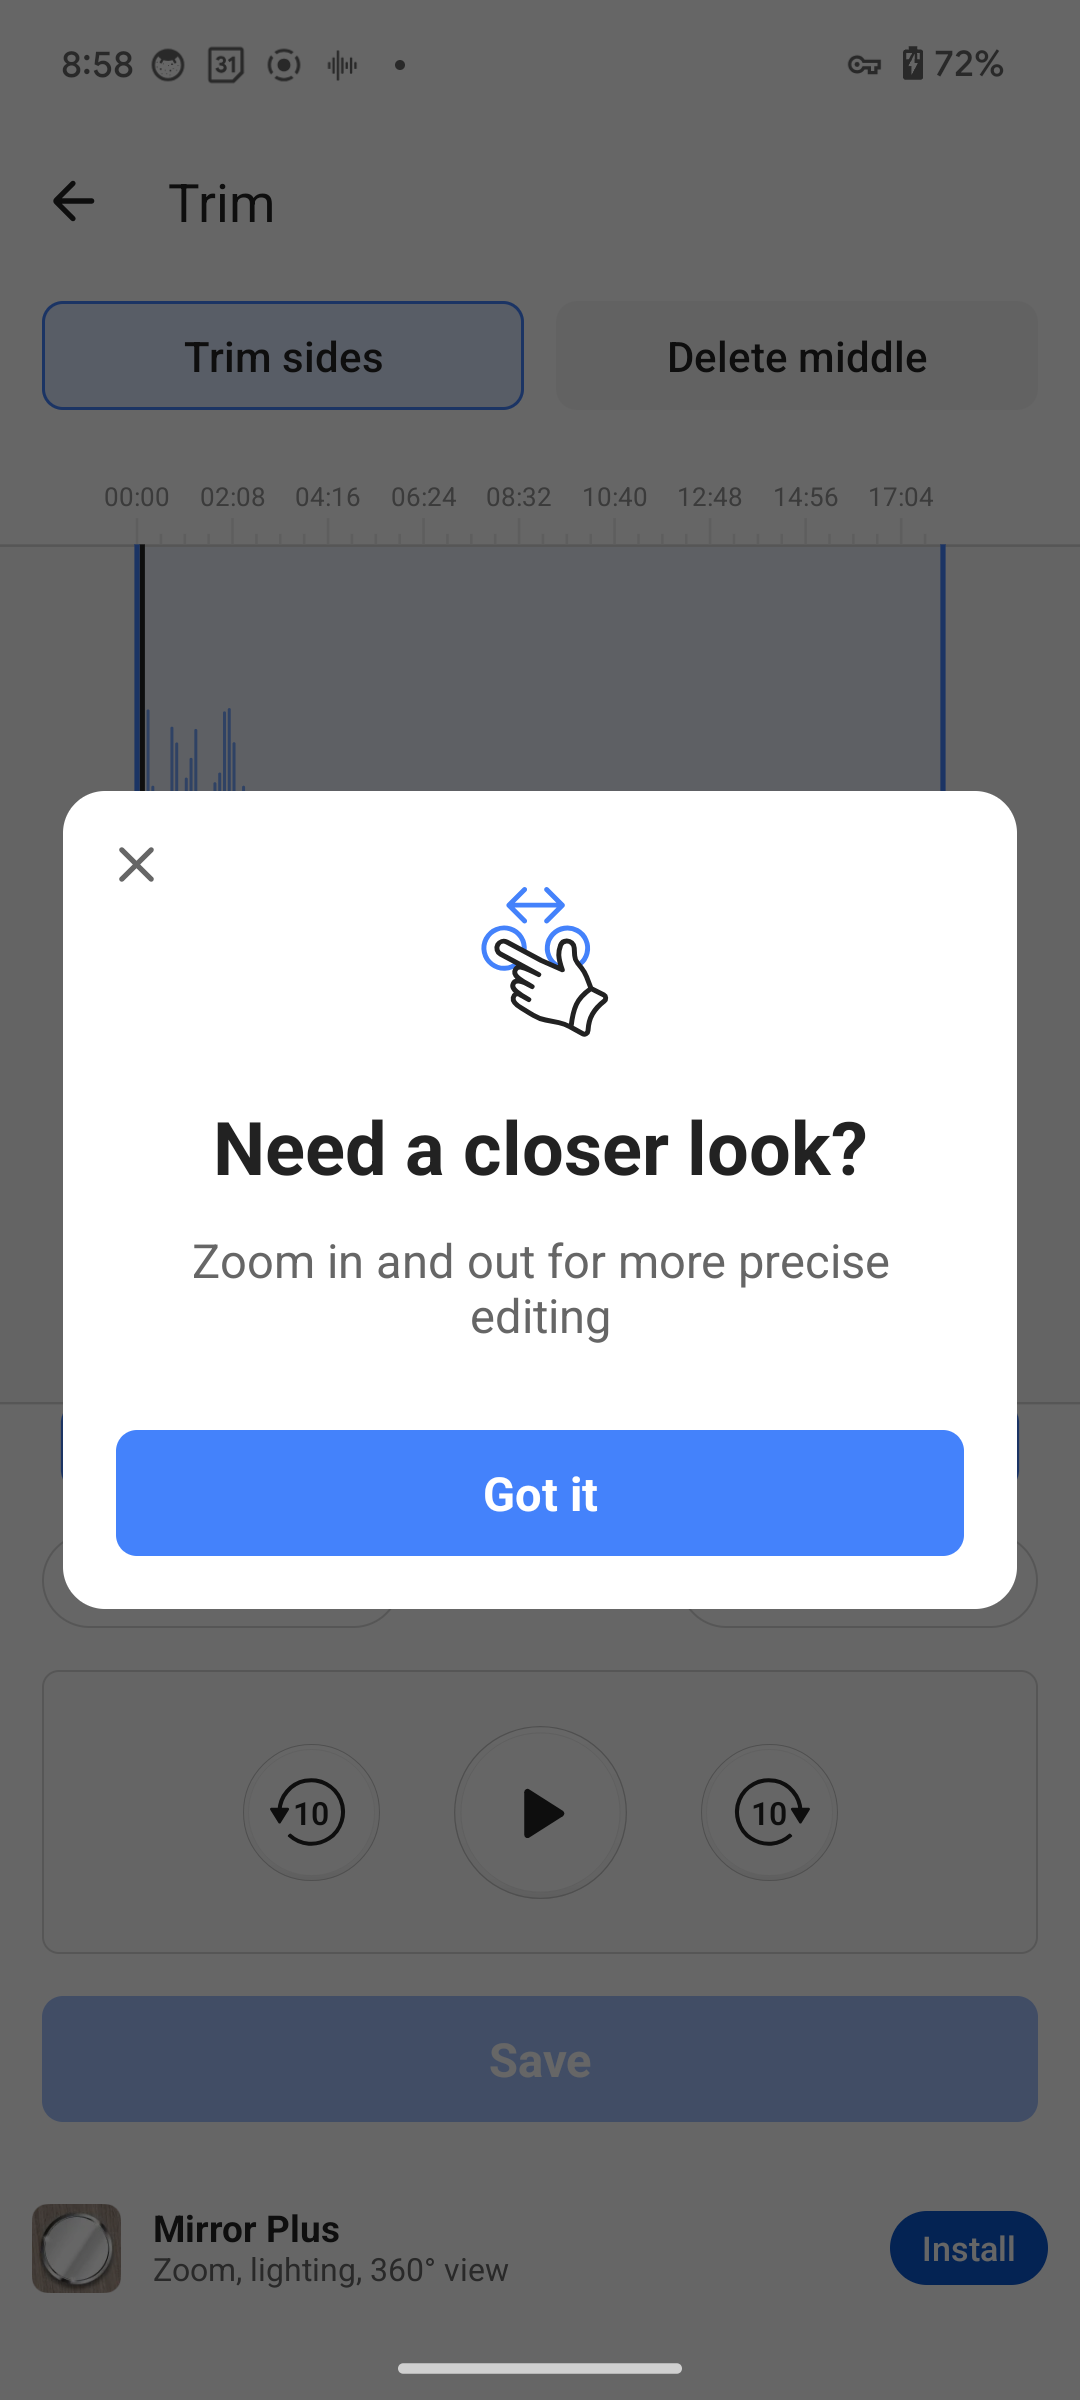 8:58
31
72%
Trim
Trim sides
Delete middle
00:00 02:08 04:16 06:24 08:32 10:40 12:48 14:56 17:04
Need a closer look?
Zoom in and out for more precise
editing
Got it
10
10
Save
Mirror Plus
Zoom, lighting, 360° view
Install